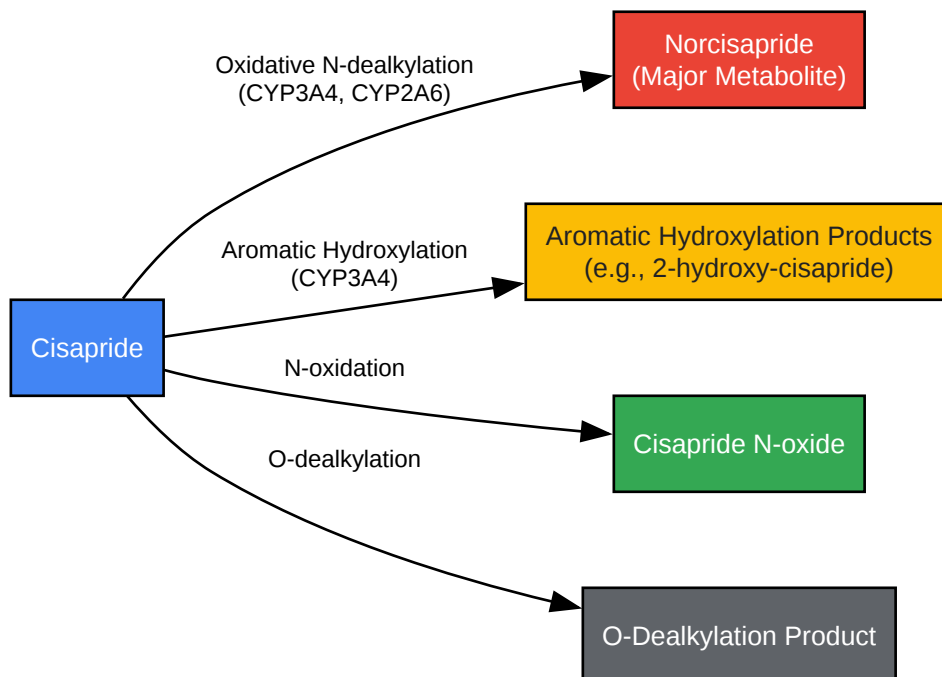 Oxidative N-dealkylation
(CYP3A4, CYP2A6)
Norcisapride
(Major Metabolite)
Aromatic Hydroxylation
(CYP3A4)
Aromatic Hydroxylation Products
(e.g., 2-hydroxy-cisapride)
Cisapride
N-oxidation
Cisapride N-oxide
O-dealkylation
O-Dealkylation Product